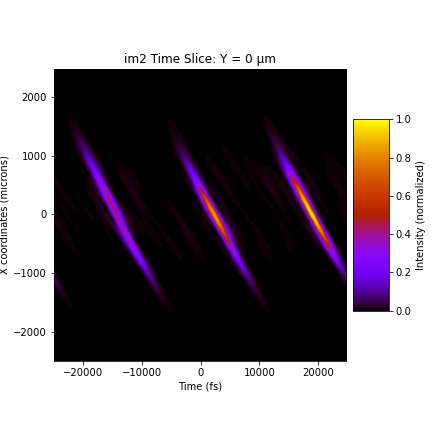 im2 Time Slice: Y = 0 μm
X coordinates (microns)
2000
1000
0
−1000
−2000
−20000 −10000 0 10000 20000
Time (fs)
1.0
0.8
0.6
0.4
0.2
0.0
Intensity (normalized)